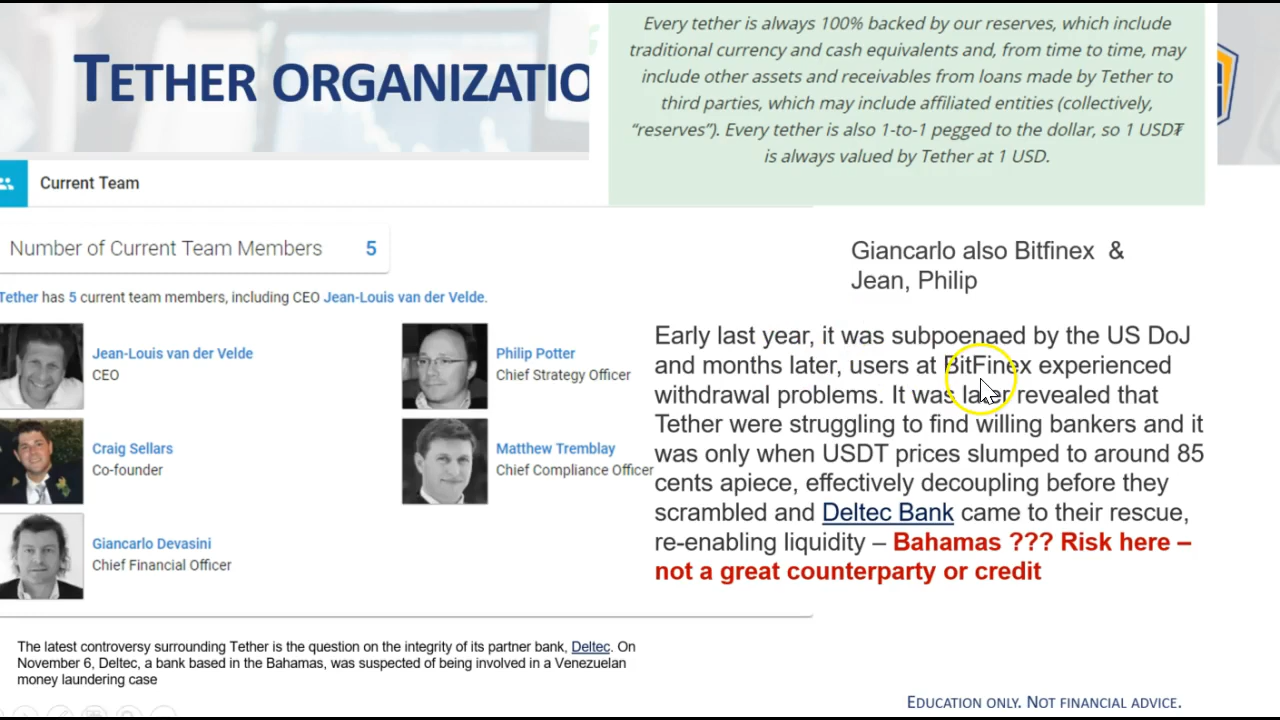 TETHER ORGANIZATIO
Every tether is always 100% backed by our reserves, which include
traditional currency and cash equivalents and, from time to time, may
include other assets and receivables from loans made by Tether to
third parties, which may include affiliated entities (collectively,
“reserves”). Every tether is also 1-to-1 pegged to the dollar, so 1 USD₮
is always valued by Tether at 1 USD.
Current Team
Number of Current Team Members 5
Tether has 5 current team members, including CEO Jean-Louis van der Velde.
Jean-Louis van der Velde
CEO
Philip Potter
Chief Strategy Officer
Craig Sellars
Co-founder
Matthew Tremblay
Chief Compliance Officer
Giancarlo Devasini
Chief Financial Officer
Giancarlo also Bitfinex &
Jean, Philip
Early last year, it was subpoenaed by the US DoJ
and months later, users at BitFinex experienced
withdrawal problems. It was later revealed that
Tether were struggling to find willing bankers and it
was only when USDT prices slumped to around 85
cents apiece, effectively decoupling before they
scrambled and Deltec Bank came to their rescue,
re-enabling liquidity – Bahamas ??? Risk here –
not a great counterparty or credit
The latest controversy surrounding Tether is the question on the integrity of its partner bank, Deltec. On
November 6, Deltec, a bank based in the Bahamas, was suspected of being involved in a Venezuelan
money laundering case
EDUCATION ONLY. NOT FINANCIAL ADVICE.